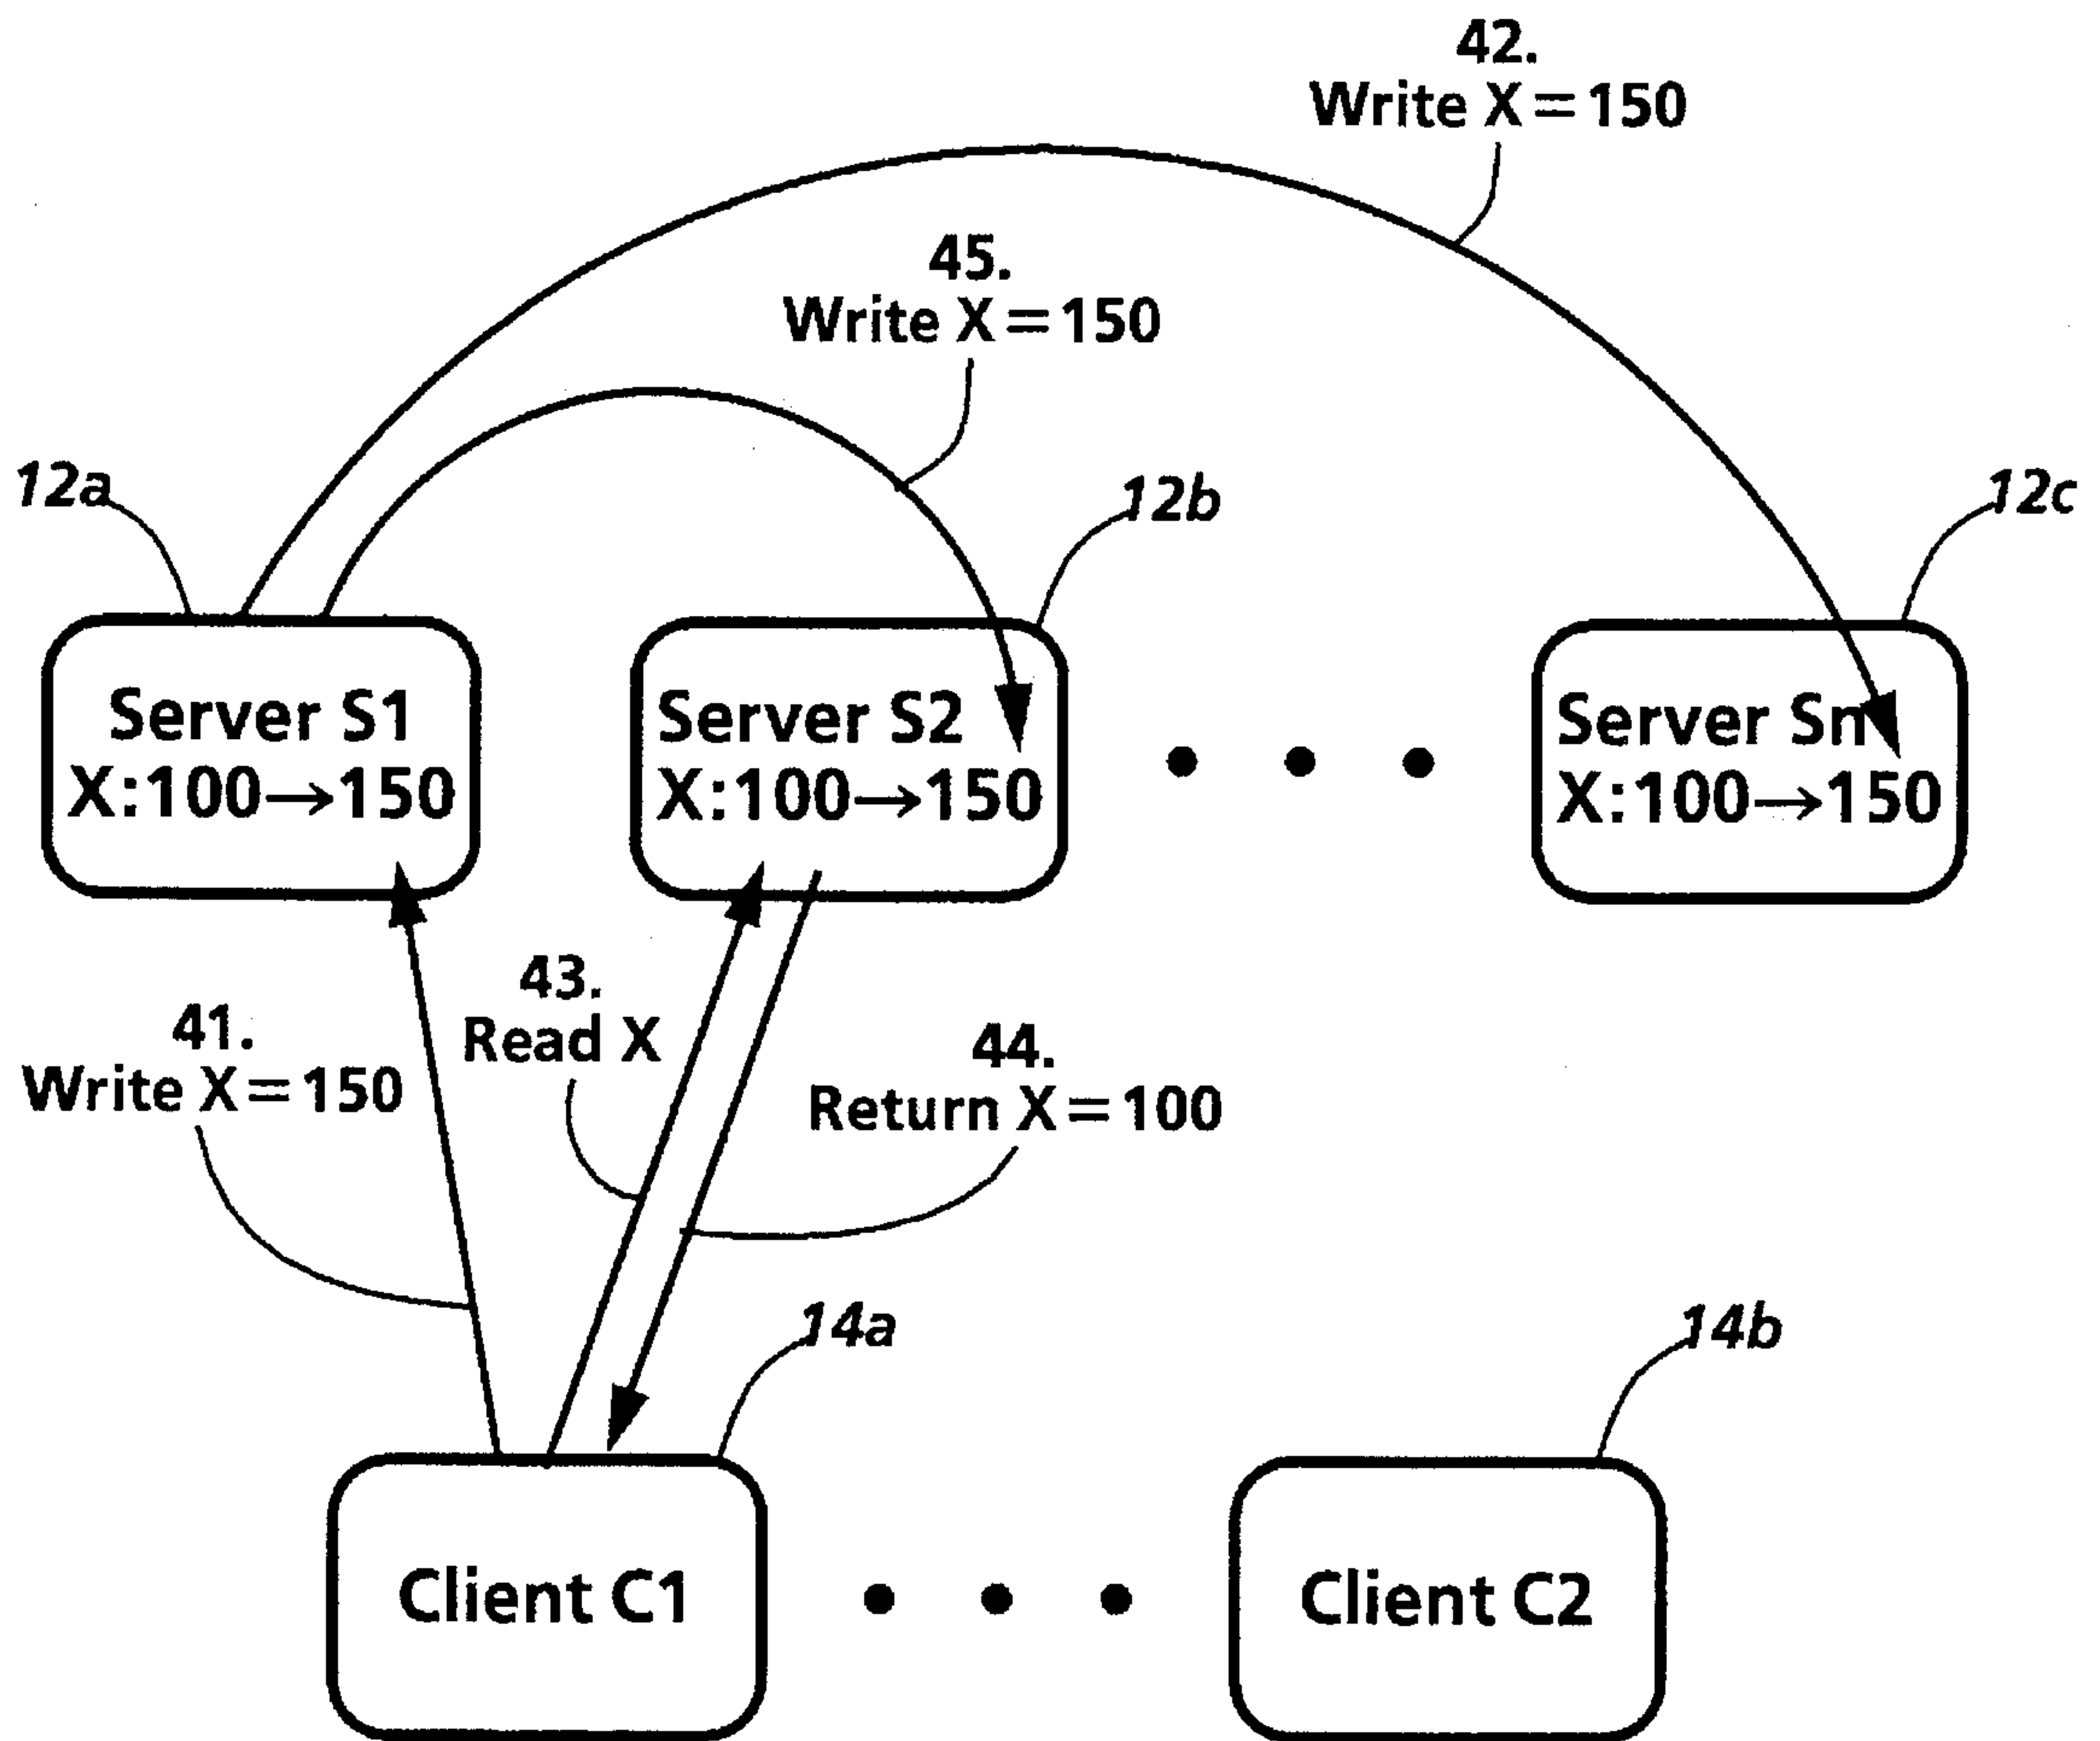 42.
Write X=150
45.
Write X=150
12a
12b
12c
Server S1
X:100→150
Server S2
X:100→150
Server Sn
X:100→150
43.
Read X
41.
Write X=150
44.
Return X=100
14a
14b
Client C1
Client C2